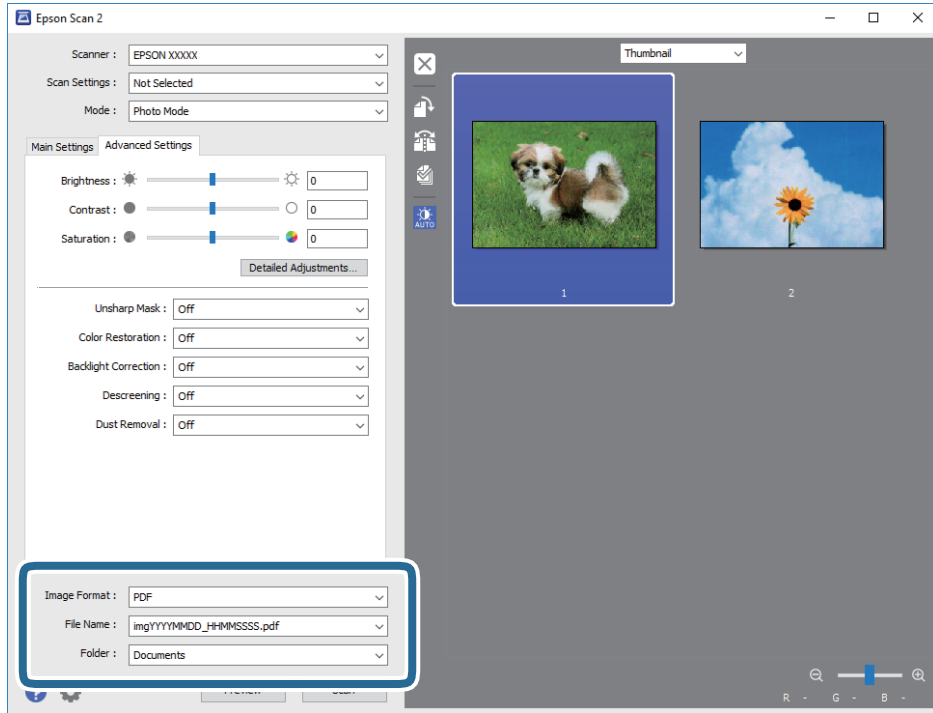 Epson Scan 2
Scanner : EPSON XXXXX
Scan Settings : Not Selected
Mode : Photo Mode
Main Settings Advanced Settings
Brightness : 0
Contrast : 0
Saturation : 0
Detailed Adjustments...
Unsharp Mask : Off
Color Restoration : Off
Backlight Correction : Off
Descreening : Off
Dust Removal : Off
Image Format : PDF
File Name : imgYYYYMMDD_HHMMSSSS.pdf
Folder : Documents
?
Preview Scan
Thumbnail
AUTO
1
2
R - G - B -